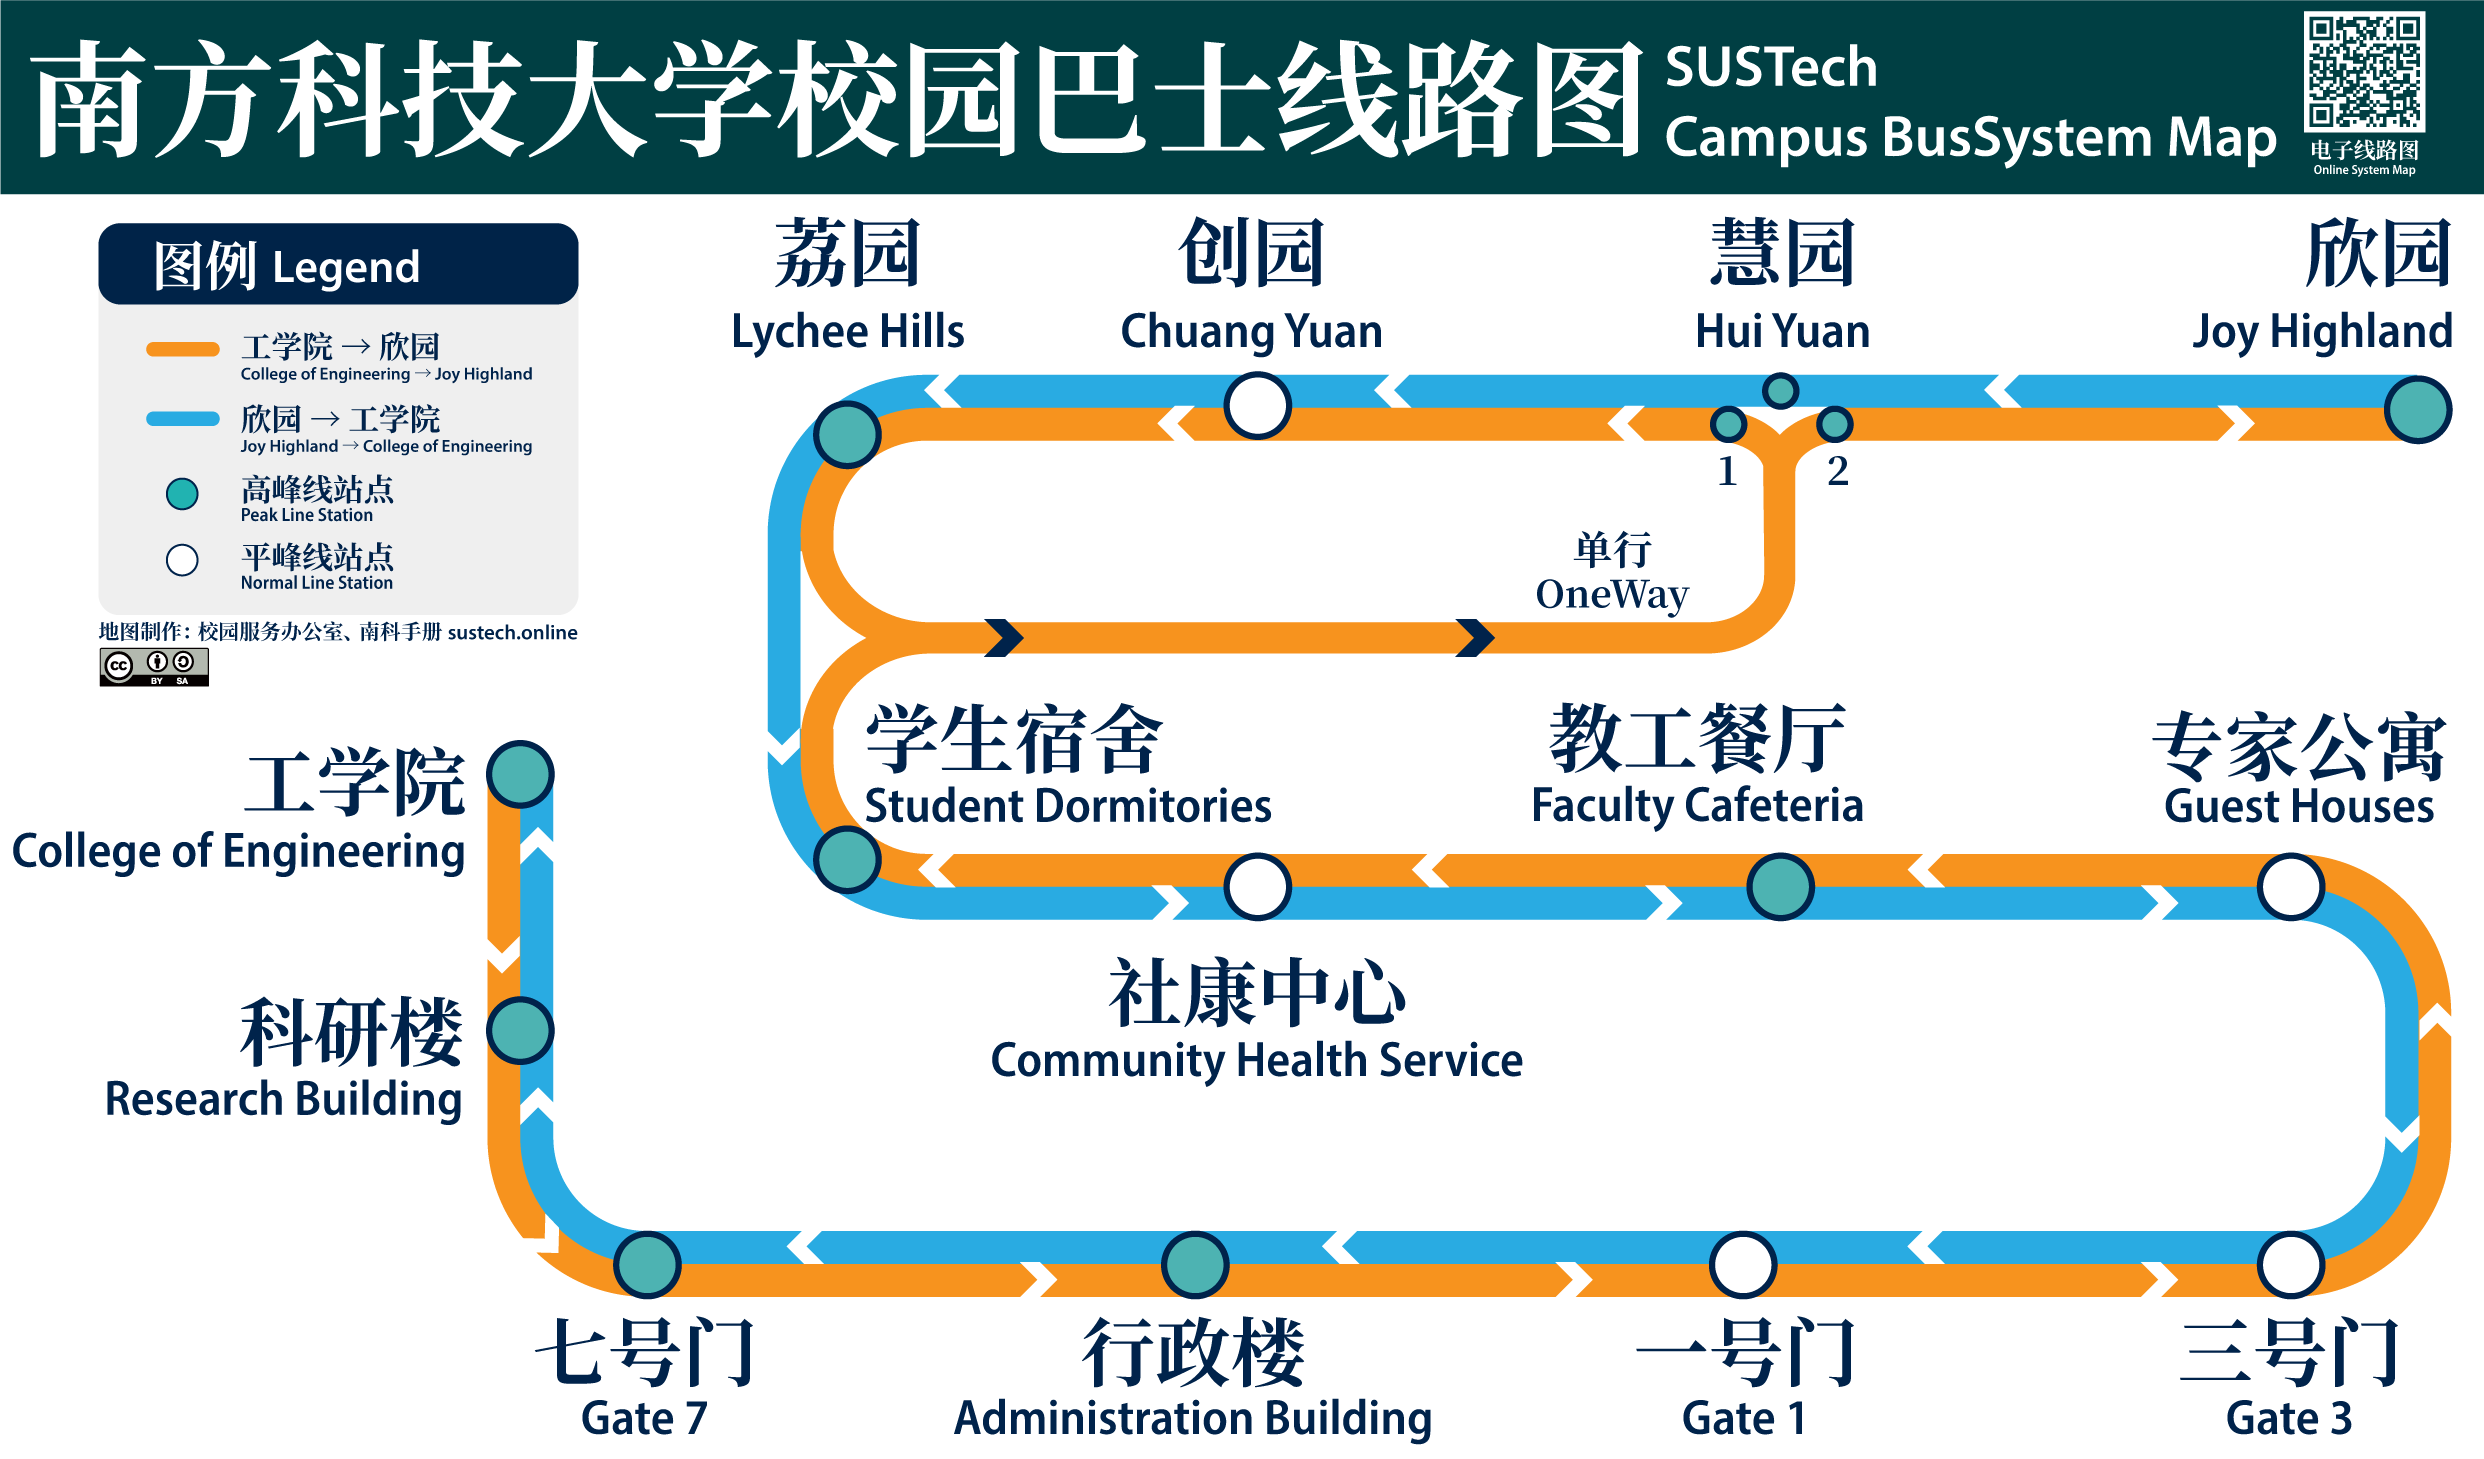 南方科技大学校园巴士线路图
SUSTech
Campus BusSystem Map
电子线路图
Online System Map
图例 Legend
工学院 → 欣园
College of Engineering → Joy Highland
欣园 → 工学院
Joy Highland → College of Engineering
高峰线站点
Peak Line Station
平峰线站点
Normal Line Station
地图制作：校园服务办公室、南科手册 sustech.online
cc
BY SA
荔园
Lychee Hills
创园
Chuang Yuan
慧园
Hui Yuan
欣园
Joy Highland
1
2
单行
OneWay
学生宿舍
Student Dormitories
教工餐厅
Faculty Cafeteria
专家公寓
Guest Houses
工学院
College of Engineering
社康中心
Community Health Service
科研楼
Research Building
七号门
Gate 7
行政楼
Administration Building
一号门
Gate 1
三号门
Gate 3